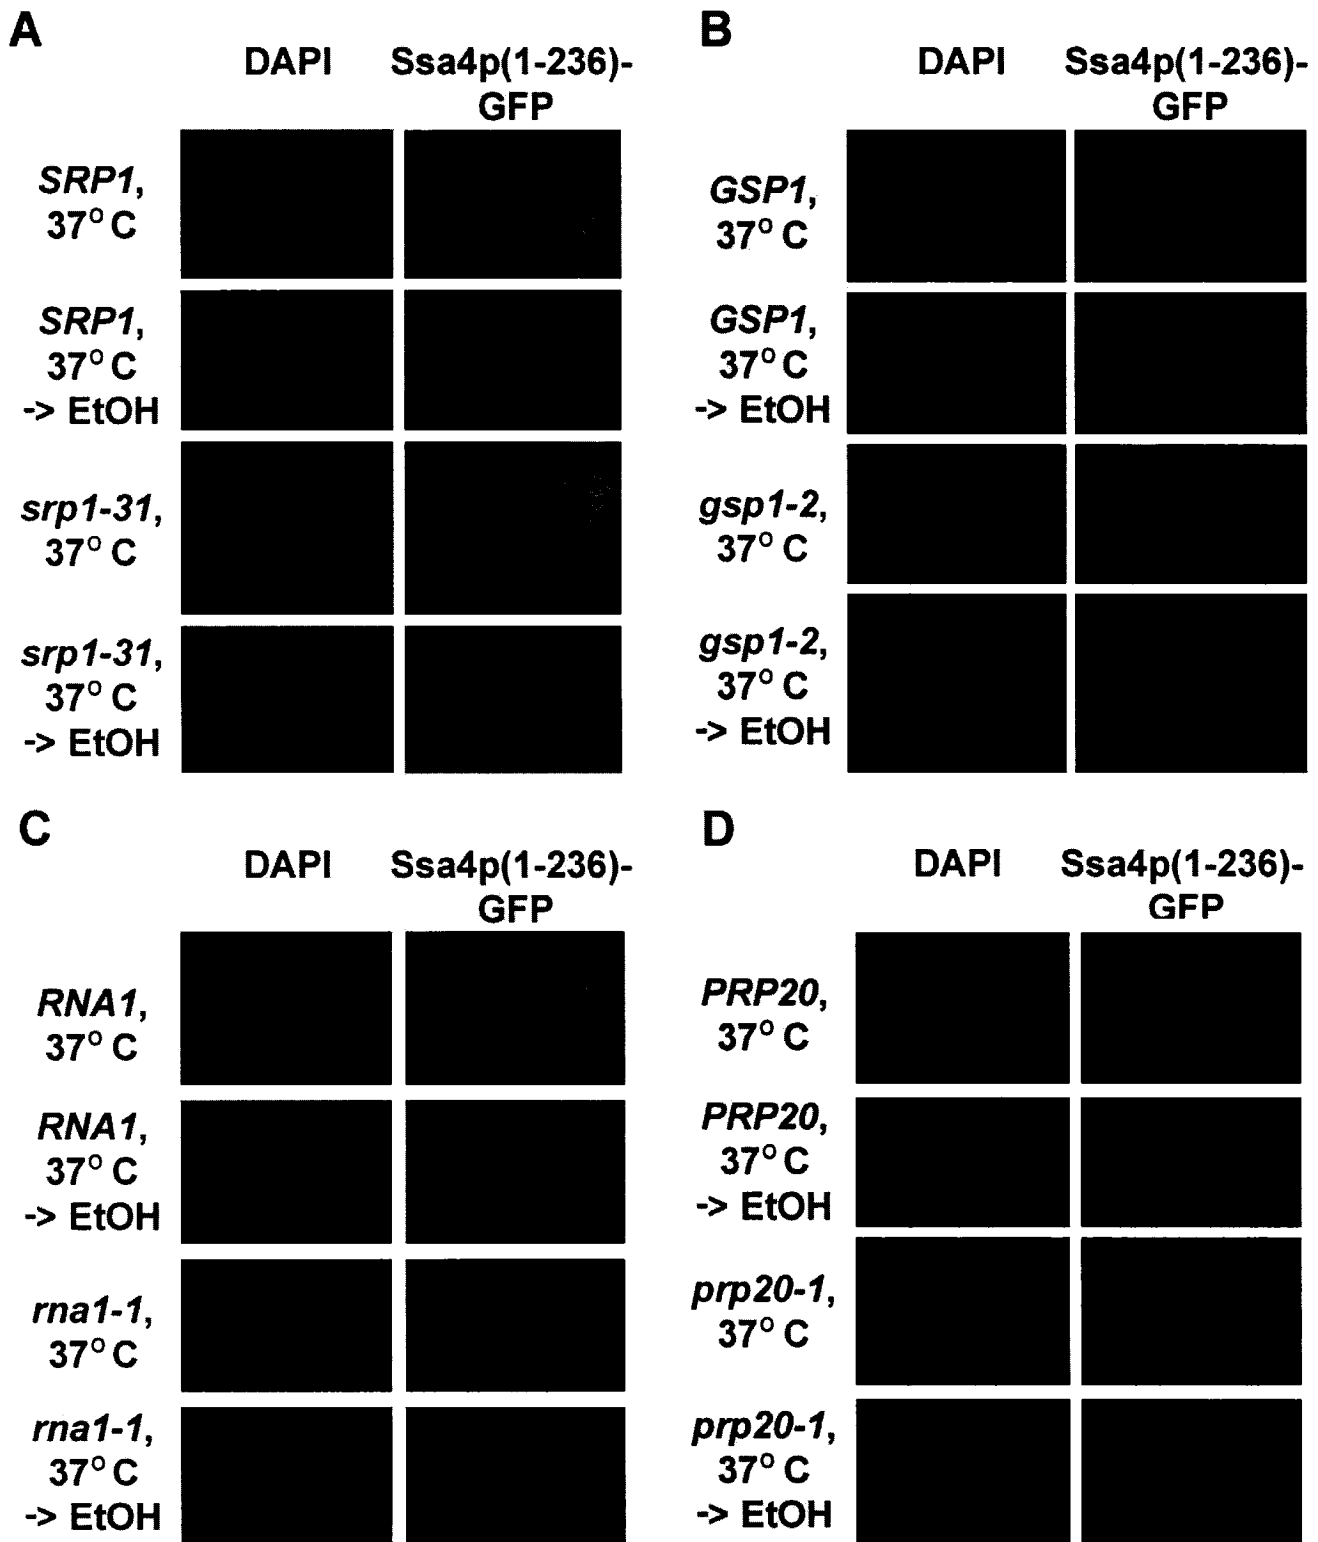 A
DAPI Ssa4p(1-236)-
GFP
SRP1,
37° C
SRP1,
37° C
-> EtOH
srp1-31,
37° C
srp1-31,
37° C
-> EtOH
B
DAPI Ssa4p(1-236)-
GFP
GSP1,
37° C
GSP1,
37° C
-> EtOH
gsp1-2,
37° C
gsp1-2,
37° C
-> EtOH
C
DAPI Ssa4p(1-236)-
GFP
RNA1,
37° C
RNA1,
37° C
-> EtOH
rna1-1,
37° C
rna1-1,
37° C
-> EtOH
D
DAPI Ssa4p(1-236)-
GFP
PRP20,
37° C
PRP20,
37° C
-> EtOH
prp20-1,
37° C
prp20-1,
37° C
-> EtOH